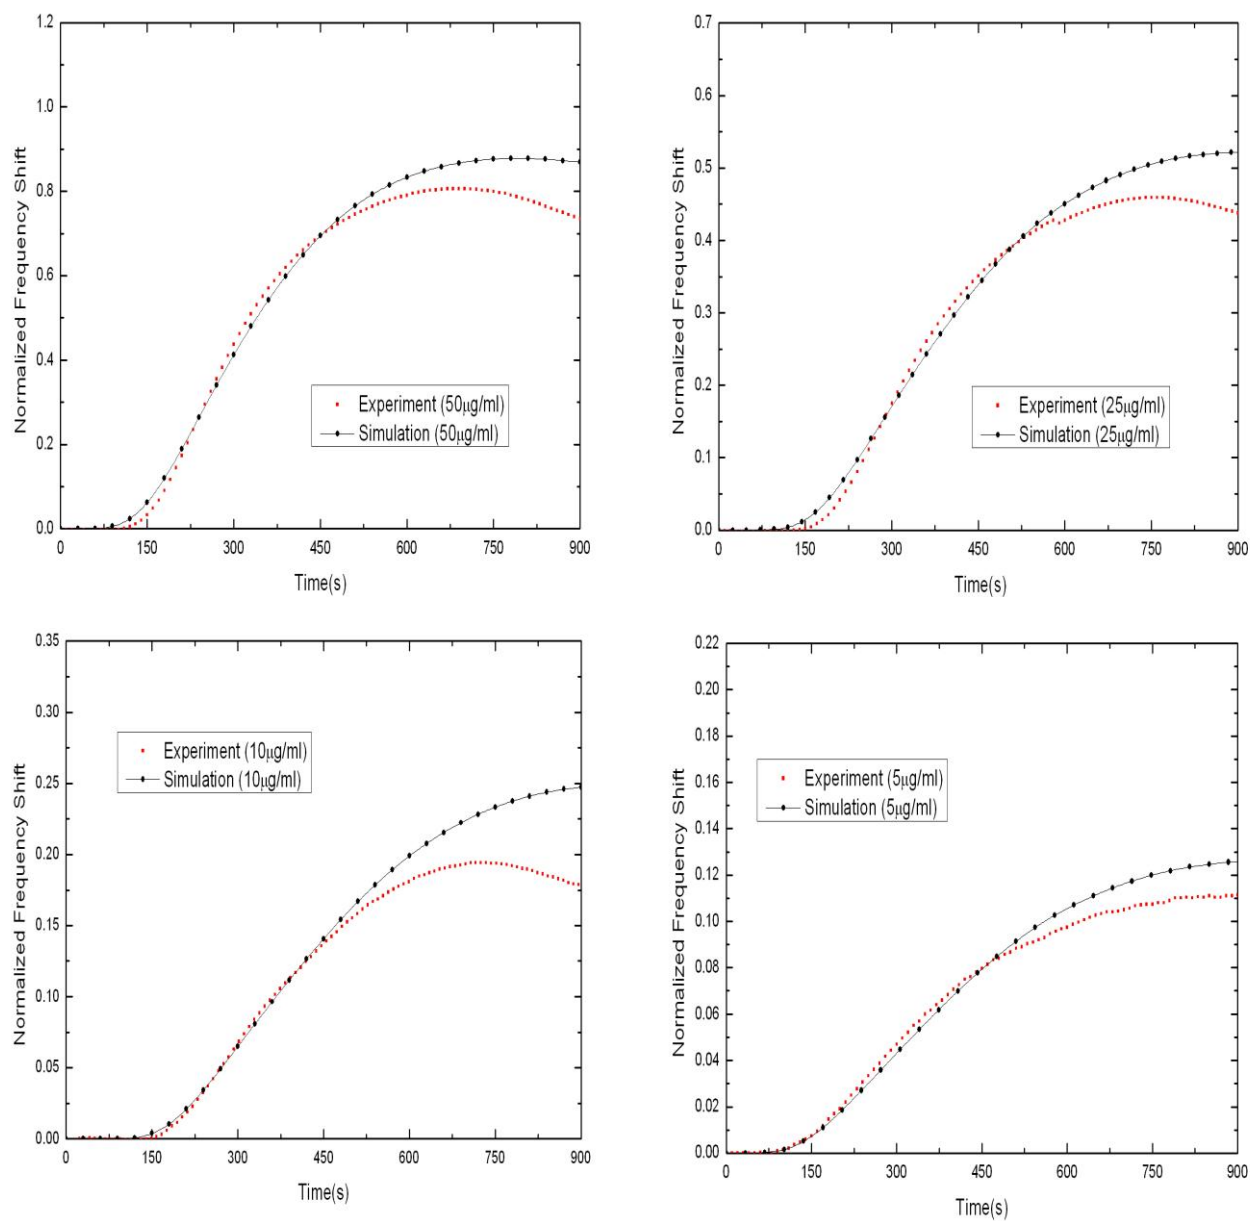 1.2
1.0
0.8
0.6
0.4
0.2
0.0
Normalized Frequency Shift
Experiment (50μg/ml)
Simulation (50μg/ml)
0 150 300 450 600 750 900
Time(s)
0.7
0.6
0.5
0.4
0.3
0.2
0.1
0.0
Normalized Frequency Shift
Experiment (25μg/ml)
Simulation (25μg/ml)
0 150 300 450 600 750 900
Time(s)
0.35
0.30
0.25
0.20
0.15
0.10
0.05
0.00
Normalized Frequency Shift
Experiment (10μg/ml)
Simulation (10μg/ml)
0 150 300 450 600 750 900
Time(s)
0.22
0.20
0.18
0.16
0.14
0.12
0.10
0.08
0.06
0.04
0.02
0.00
Normalized Frequency Shift
Experiment (5μg/ml)
Simulation (5μg/ml)
0 150 300 450 600 750 900
Time(s)